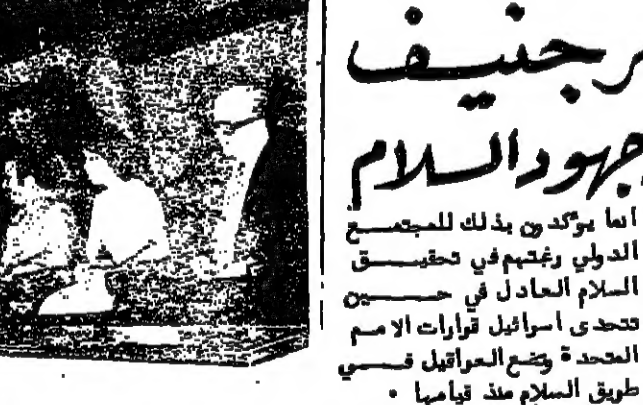 ر جنيف
جهود السلام
انما يوكدون بذلك للمجتمع
الدولي رغبتهم في تحقيق
السلام العادل في حين
تتحدى اسرائيل قرارات الامم
المتحدة وتضع العراقيل في
طريق السلام منذ قيامها •